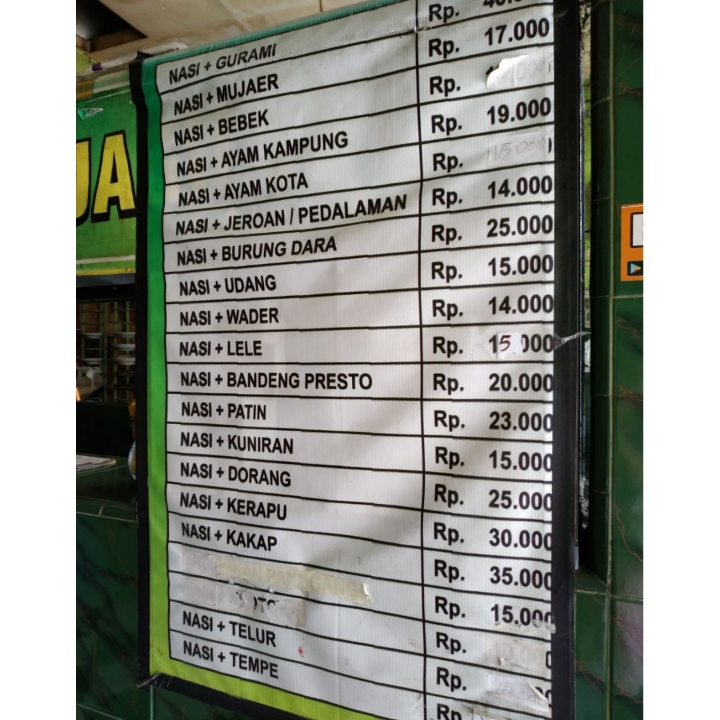 UA
NASI + GURAMI Rp.
NASI + MUJAER Rp. 17.000
NASI + BEBEK Rp.
NASI + AYAM KAMPUNG Rp. 19.000
NASI + AYAM KOTA Rp. 15.000
NASI + JEROAN / PEDALAMAN Rp. 14.000
NASI + BURUNG DARA Rp. 25.000
NASI + UDANG Rp. 15.000
NASI + WADER Rp. 14.000
NASI + LELE Rp. 15.000
NASI + BANDENG PRESTO Rp. 20.000
NASI + PATIN Rp. 23.000
NASI + KUNIRAN Rp. 15.000
NASI + DORANG Rp. 25.000
NASI + KERAPU Rp. 30.000
NASI + KAKAP Rp. 35.000
Rp. 15.000
Rp.
NASI + TELUR Rp.
NASI + TEMPE Rp.